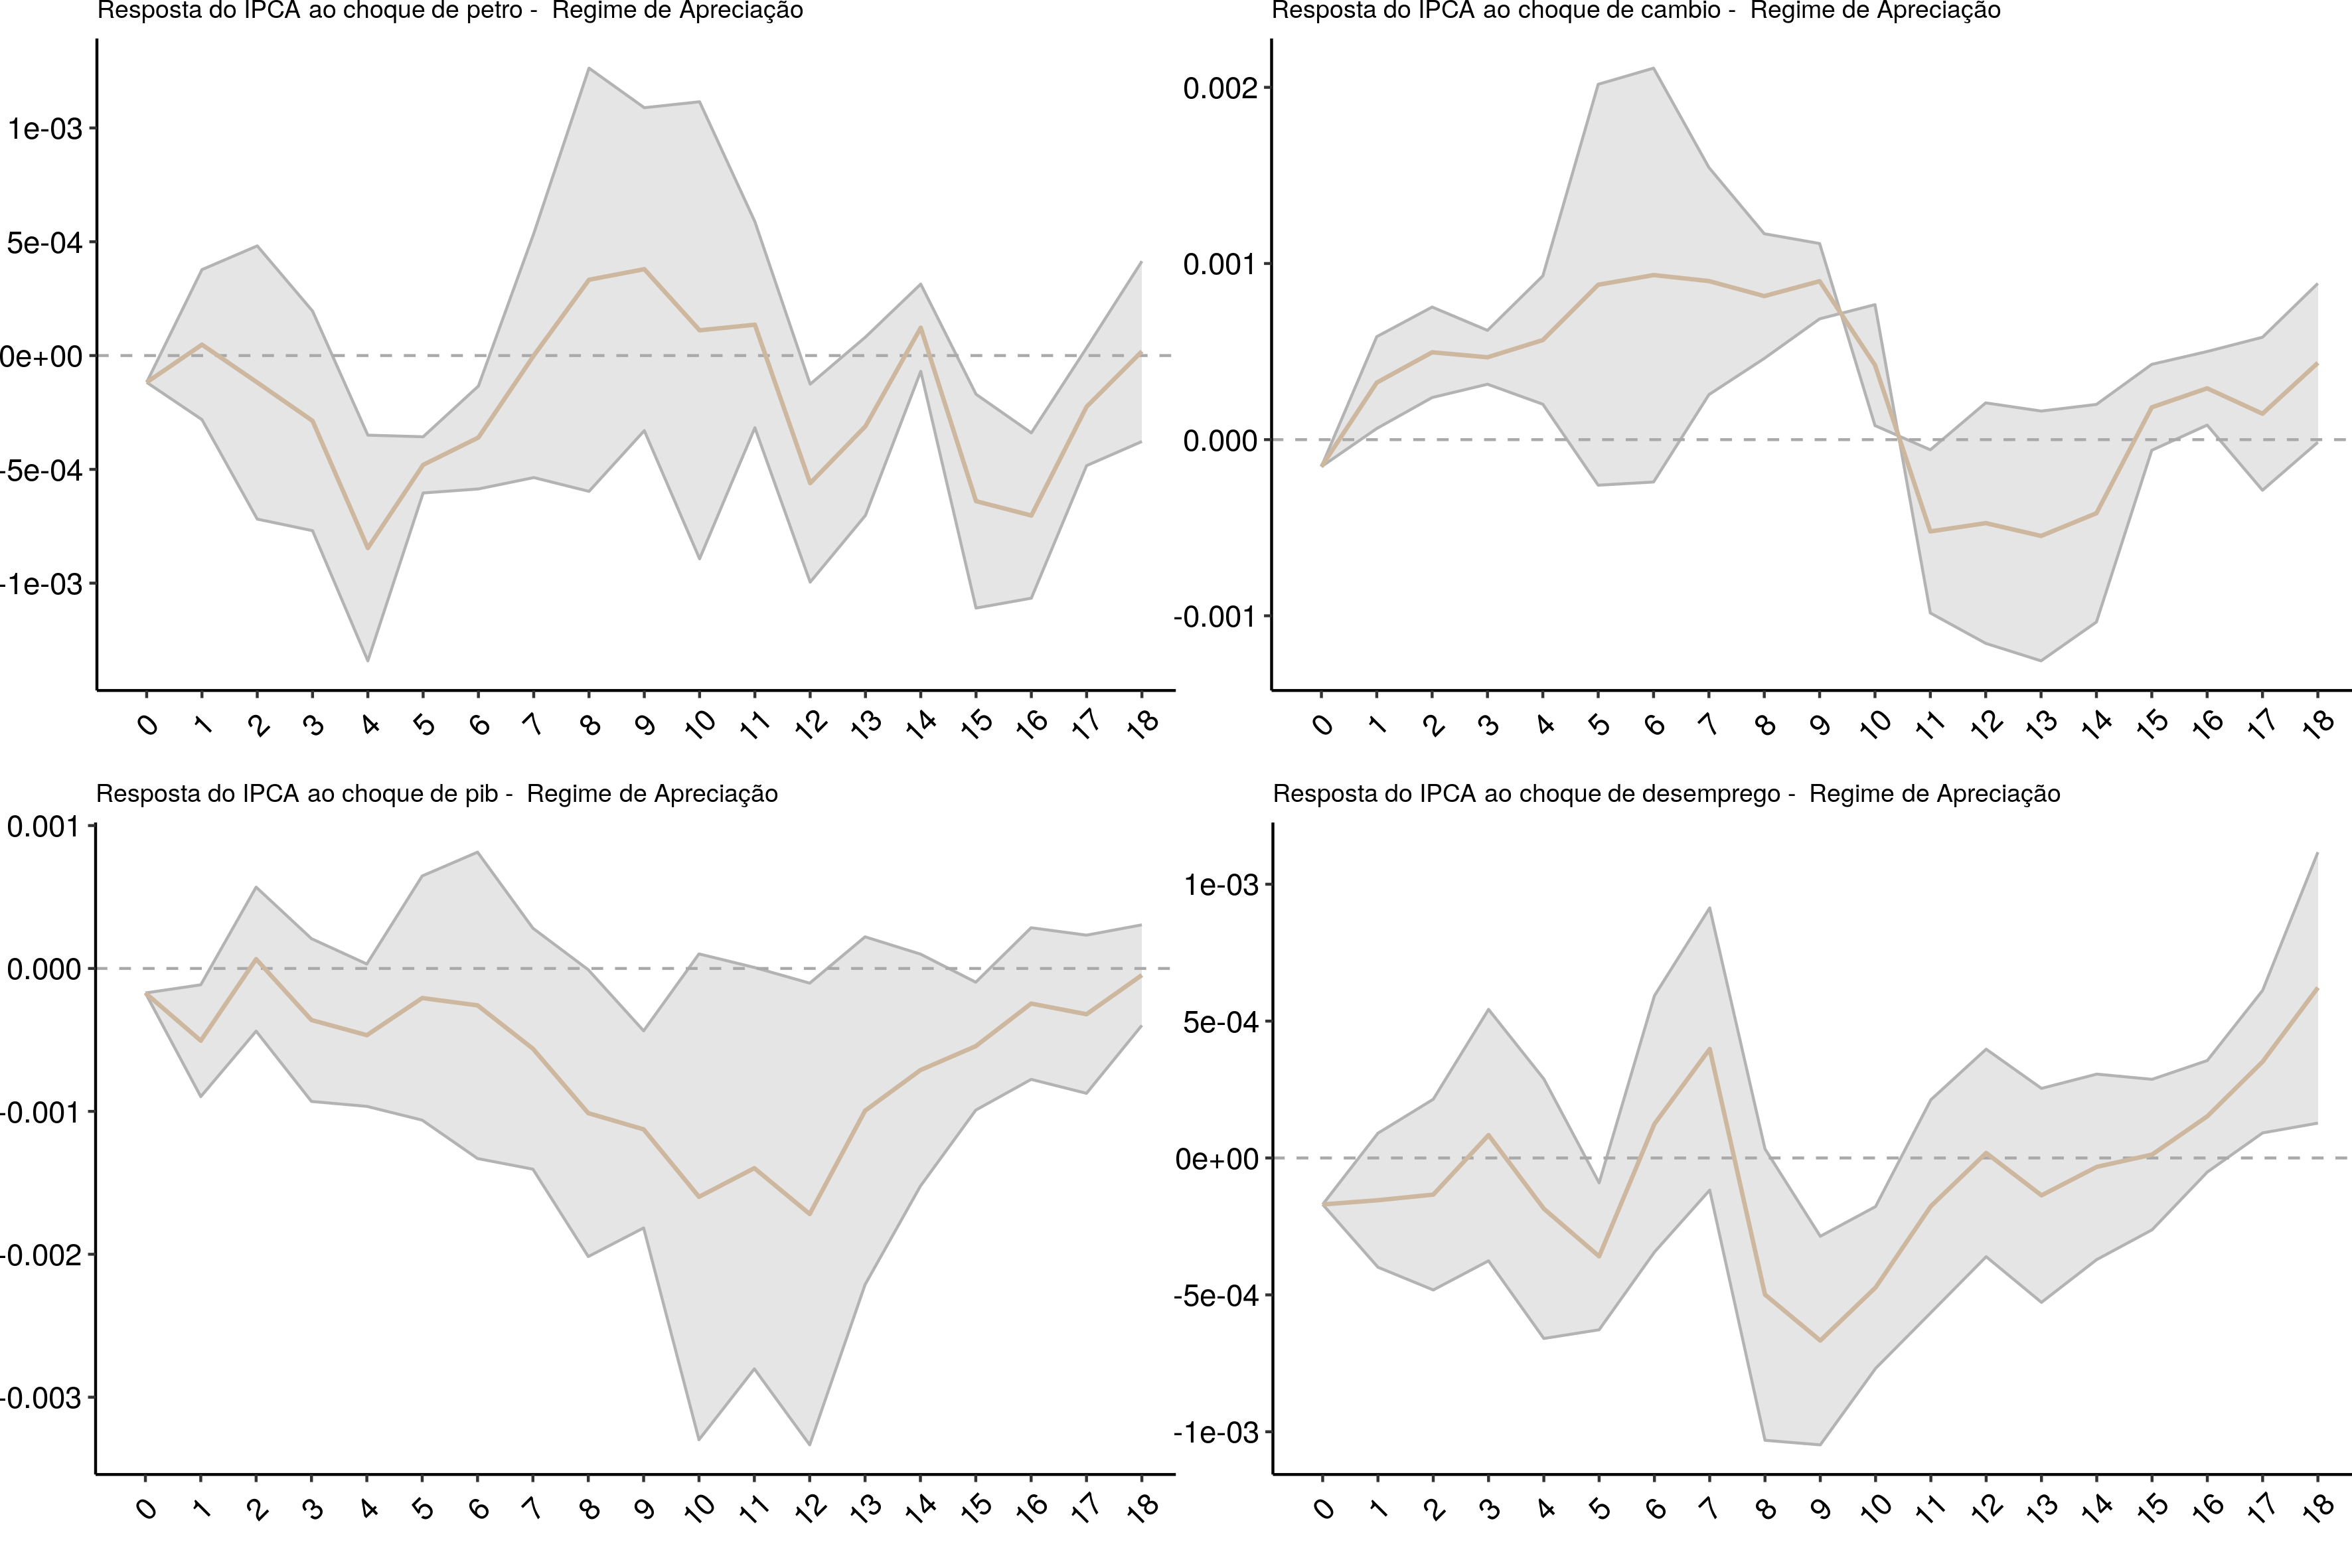 Resposta do IPCA ao choque de petro -  Regime de Apreciação
1e-03
5e-04
0e+00
-5e-04
-1e-03
0 1 2 3 4 5 6 7 8 9 10 11 12 13 14 15 16 17 18
Resposta do IPCA ao choque de cambio -  Regime de Apreciação
0.002
0.001
0.000
-0.001
0 1 2 3 4 5 6 7 8 9 10 11 12 13 14 15 16 17 18
Resposta do IPCA ao choque de pib -  Regime de Apreciação
0.001
0.000
-0.001
-0.002
-0.003
0 1 2 3 4 5 6 7 8 9 10 11 12 13 14 15 16 17 18
Resposta do IPCA ao choque de desemprego -  Regime de Apreciação
1e-03
5e-04
0e+00
-5e-04
-1e-03
0 1 2 3 4 5 6 7 8 9 10 11 12 13 14 15 16 17 18